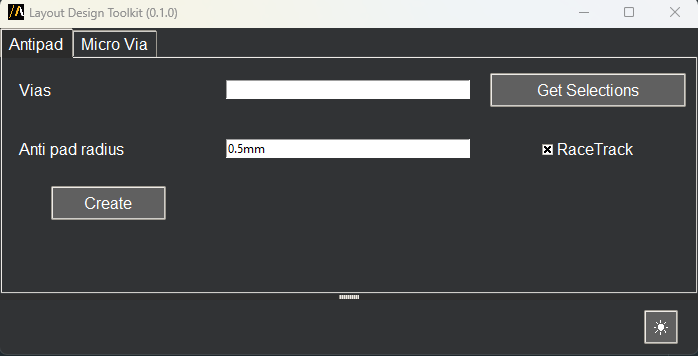 Layout Design Toolkit (0.1.0)
Antipad Micro Via
Vias Get Selections
Anti pad radius 0.5mm RaceTrack
Create